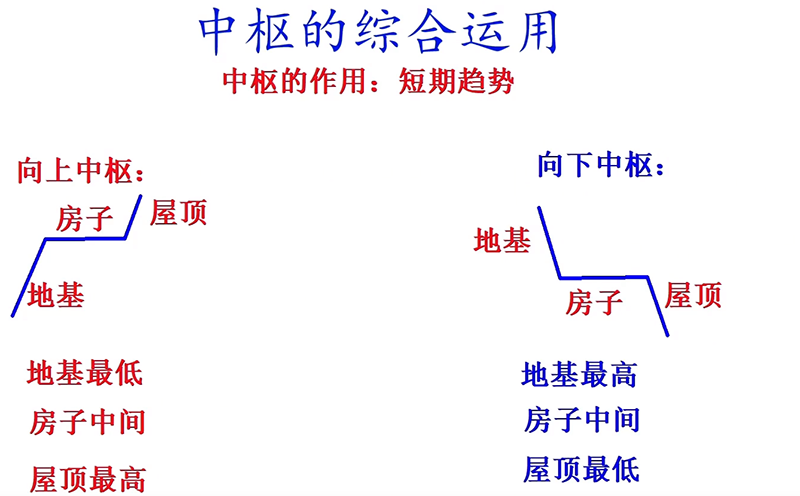 中枢的综合运用
中枢的作用：短期趋势
向上中枢：
房子
屋顶
地基
地基最低
房子中间
屋顶最高
向下中枢：
地基
房子
屋顶
地基最高
房子中间
屋顶最低